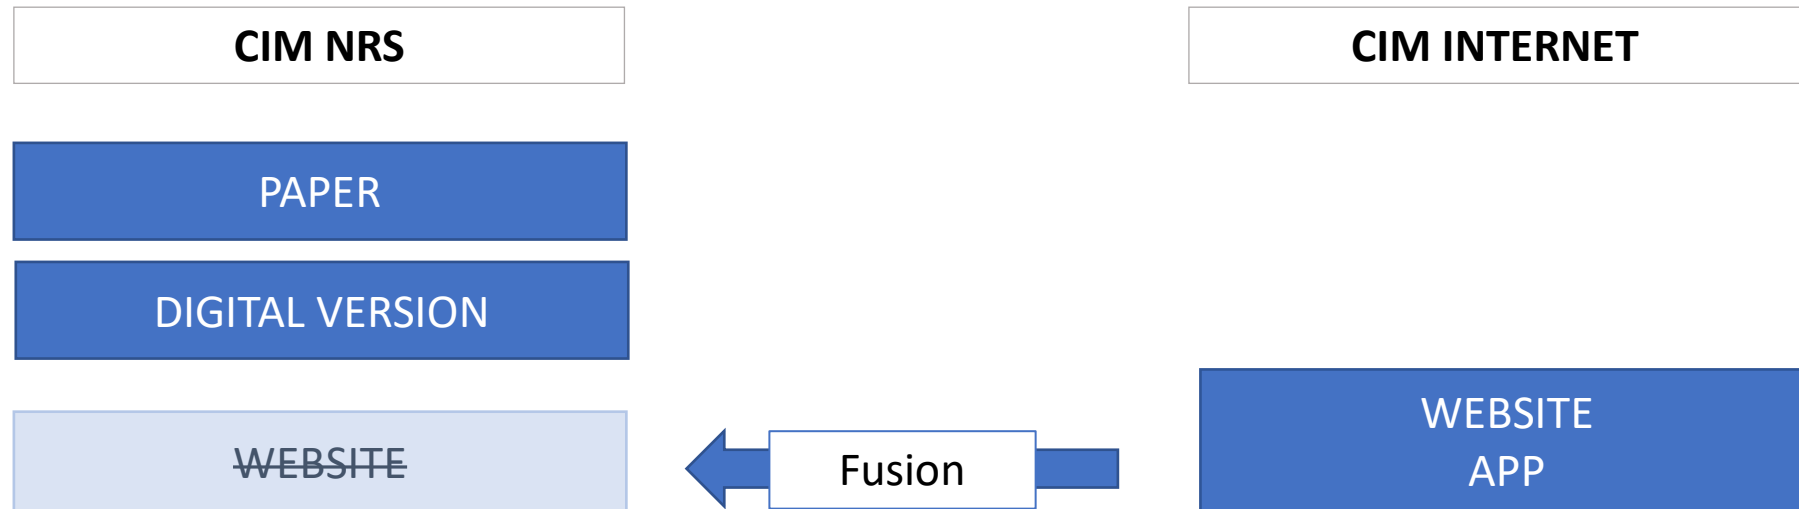 CIM NRS
CIM INTERNET
PAPER
DIGITAL VERSION
WEBSITE
Fusion
WEBSITE
APP